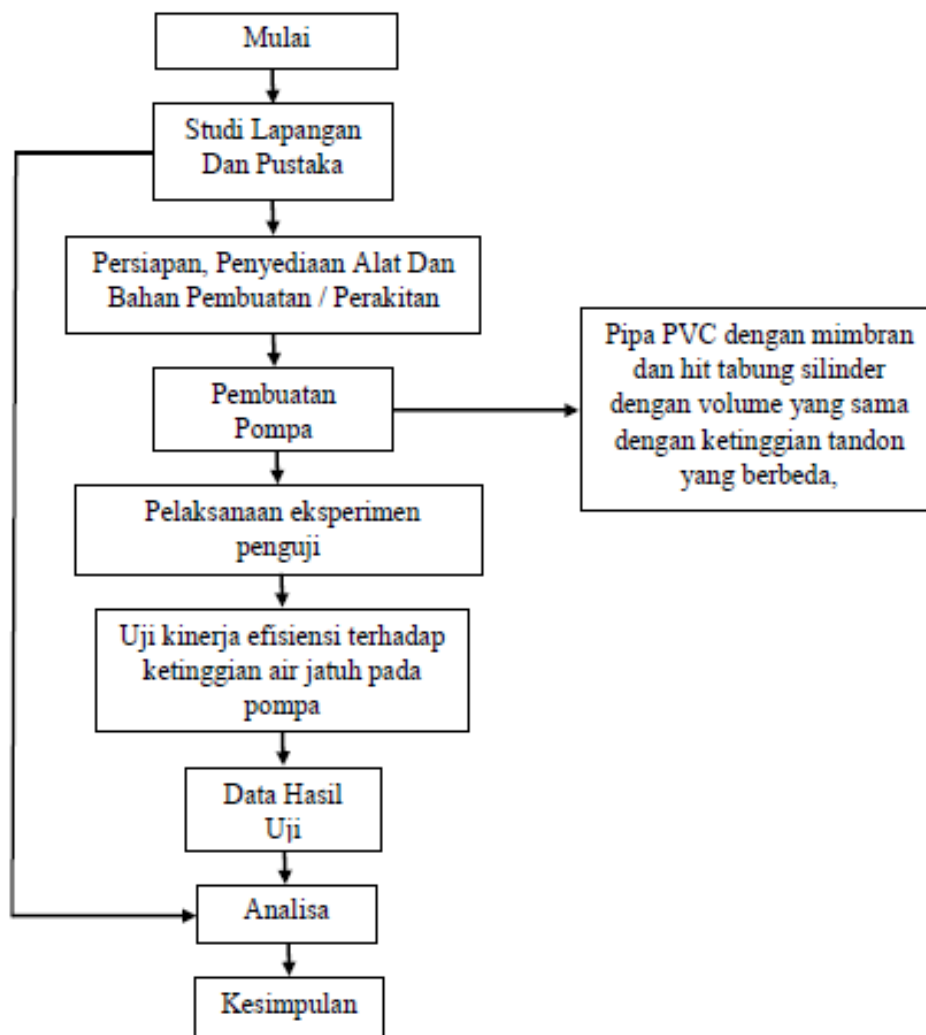 Mulai
Studi Lapangan
Dan Pustaka
Persiapan, Penyediaan Alat Dan
Bahan Pembuatan / Perakitan
Pembuatan
Pompa
Pipa PVC dengan mimbran
dan hit tabung silinder
dengan volume yang sama
dengan ketinggian tandon
yang berbeda,
Pelaksanaan eksperimen
penguji
Uji kinerja efisiensi terhadap
ketinggian air jatuh pada
pompa
Data Hasil
Uji
Analisa
Kesimpulan